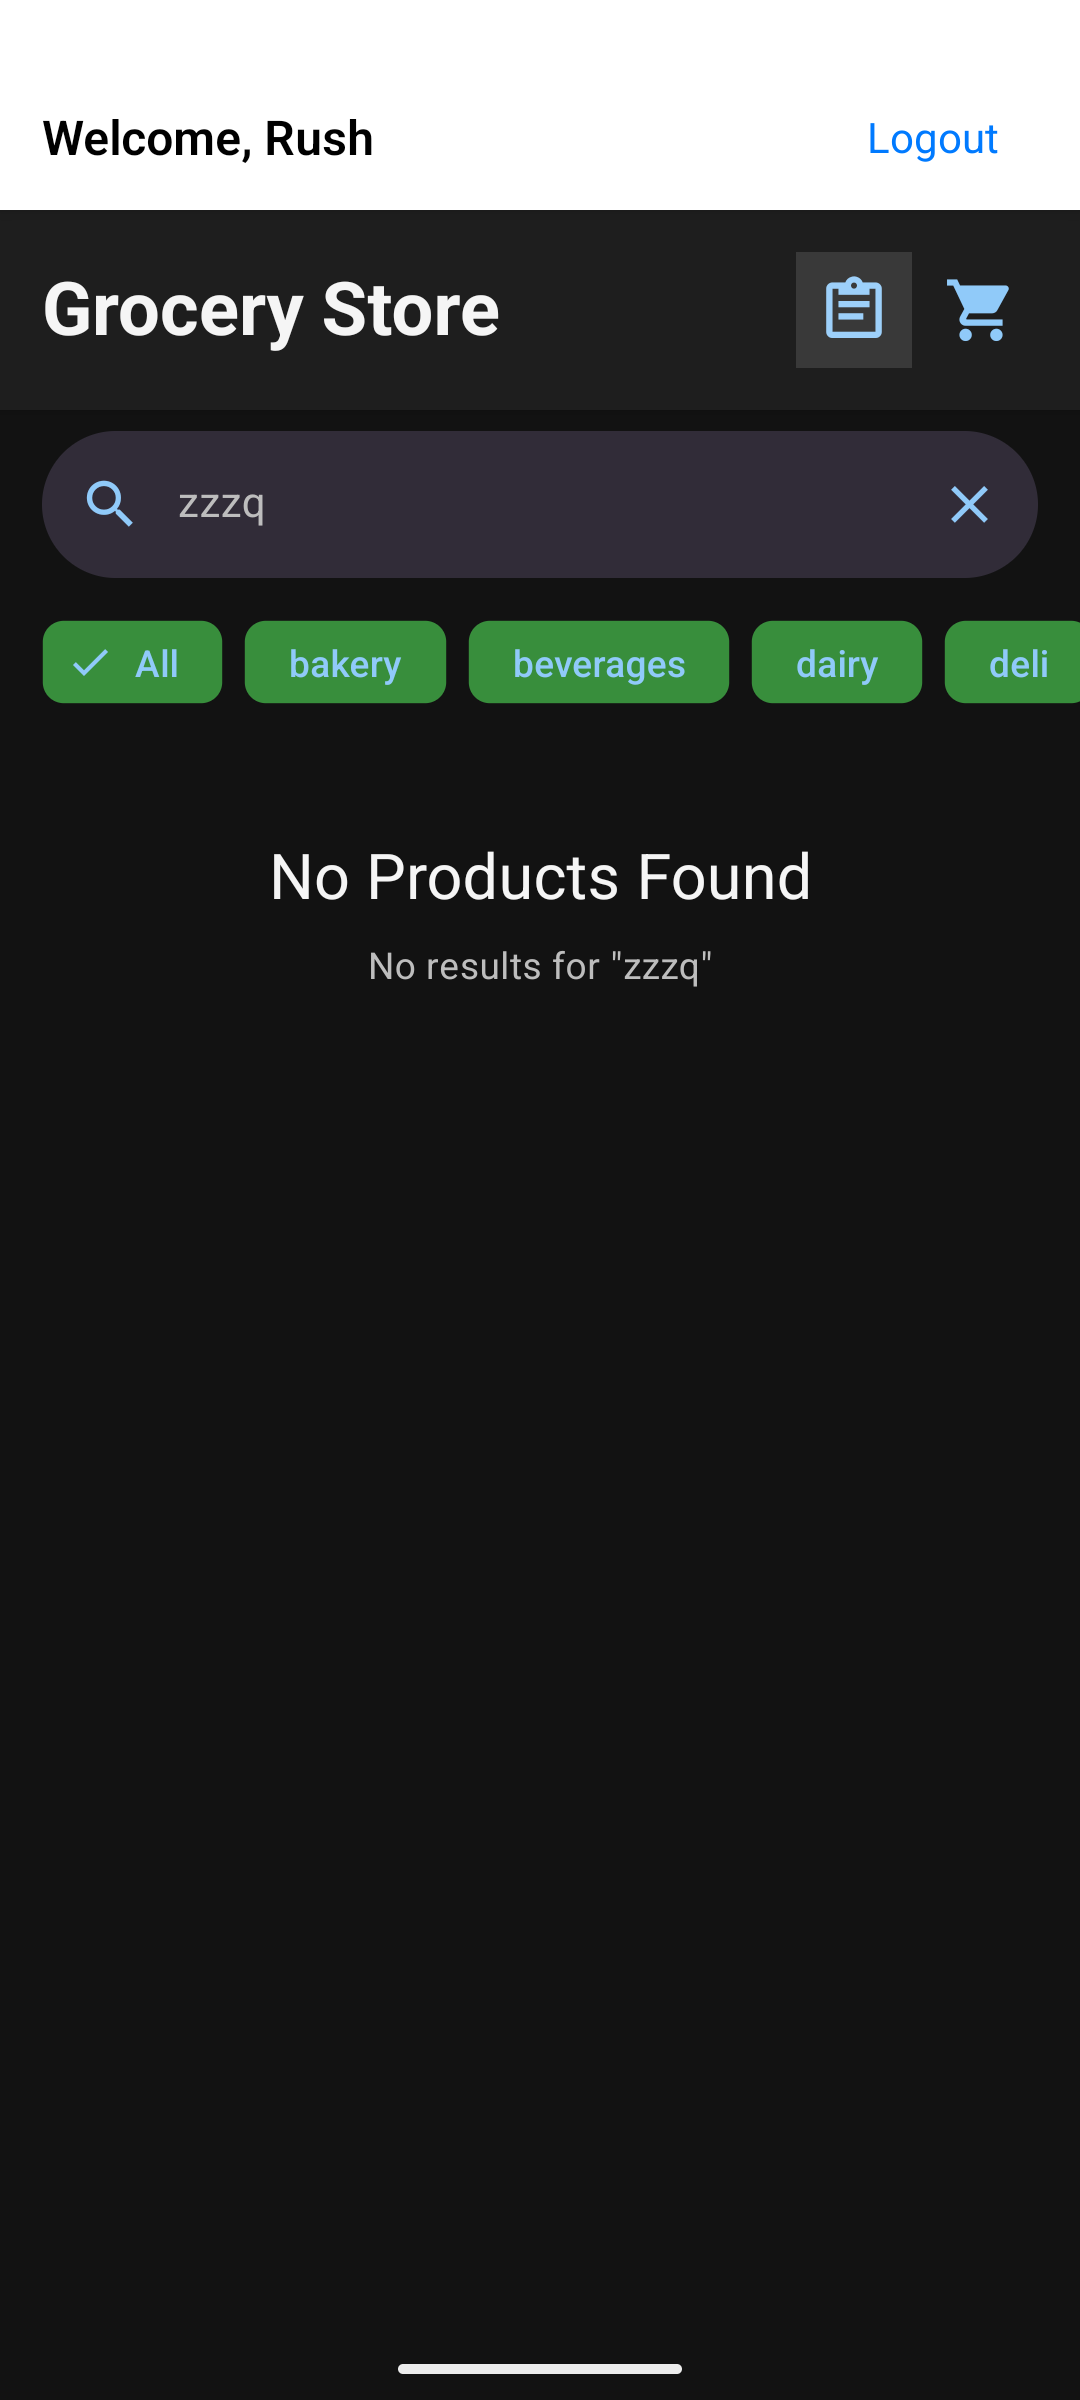 Welcome, Rush
Logout
Grocery Store
zzzq
All
bakery
beverages
dairy
deli
No Products Found
No results for "zzzq"